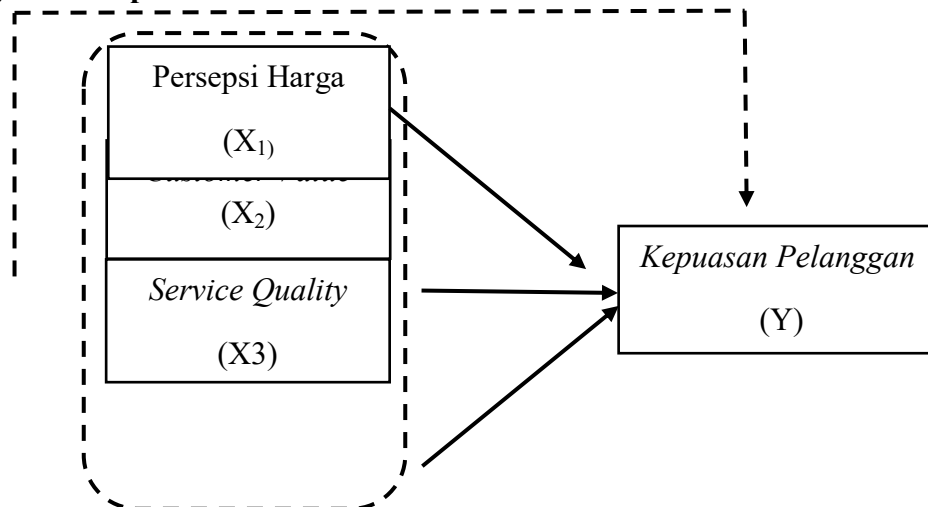 Persepsi Harga
(X₁)
(X₂)
Service Quality
(X3)
Kepuasan Pelanggan
(Y)